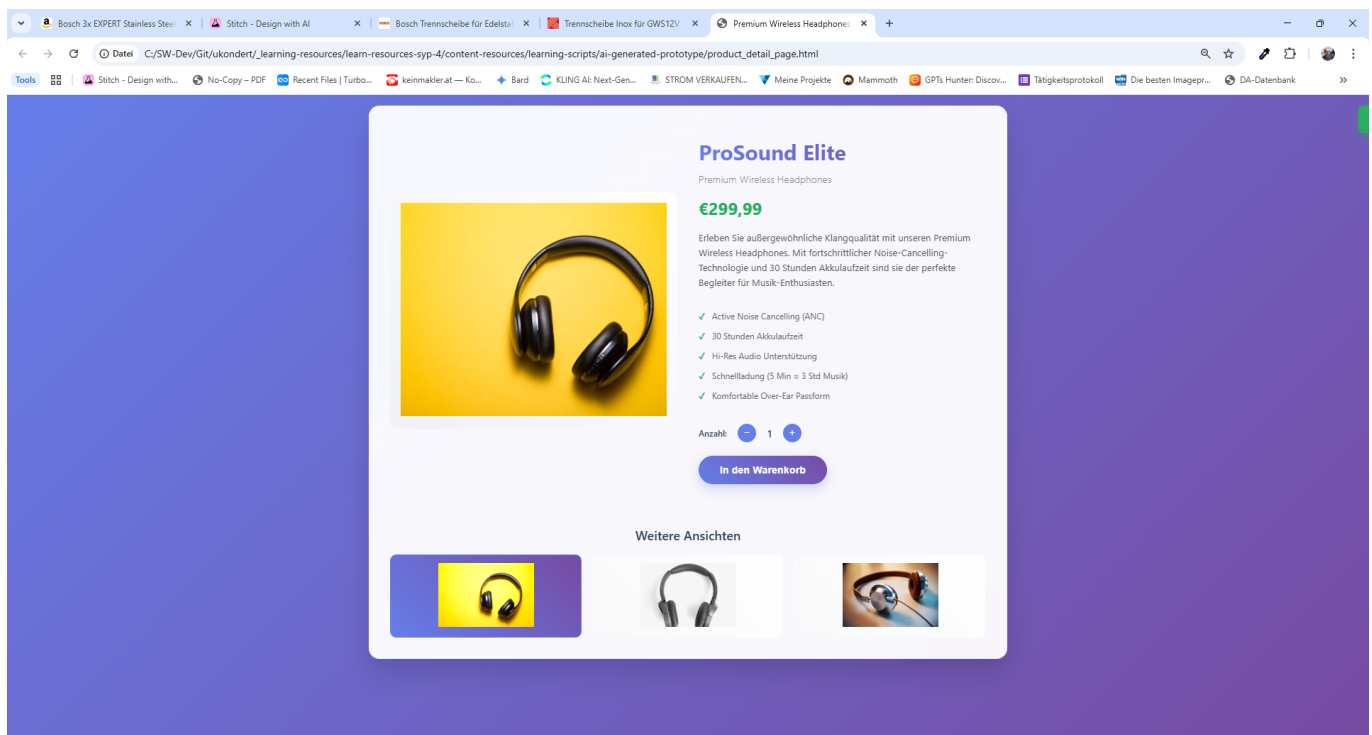 Bosch 3x EXPERT Stainless Steel
Stitch - Design with AI
Bosch Trennscheibe für Edelstal
Trennscheibe Inox für GWS12V
Premium Wireless Headphones
Datei C:/SW-Dev/Git/ukondert/_learning-resources/learn-resources-syp-4/content-resources/learning-scripts/ai-generated-prototype/product_detail_page.html
Tools
Stitch - Design with...
No-Copy – PDF
Recent Files | Turbo...
keinmakler.at — Ko...
Bard
KLING AI: Next-Gen...
STROM VERKAUFEN...
Meine Projekte
Mammoth
GPTs Hunter: Discov...
Tätigkeitsprotokoll
Die besten Imagepr...
DA-Datenbank
ProSound Elite
Premium Wireless Headphones
€299,99
Erleben Sie außergewöhnliche Klangqualität mit unseren Premium
Wireless Headphones. Mit fortschrittlicher Noise-Cancelling-
Technologie und 30 Stunden Akkulaufzeit sind sie der perfekte
Begleiter für Musik-Enthusiasten.
✓ Active Noise Cancelling (ANC)
✓ 30 Stunden Akkulaufzeit
✓ Hi-Res Audio Unterstützung
✓ Schnellladung (5 Min = 3 Std Musik)
✓ Komfortable Over-Ear Passform
Anzahl: − 1 +
In den Warenkorb
Weitere Ansichten